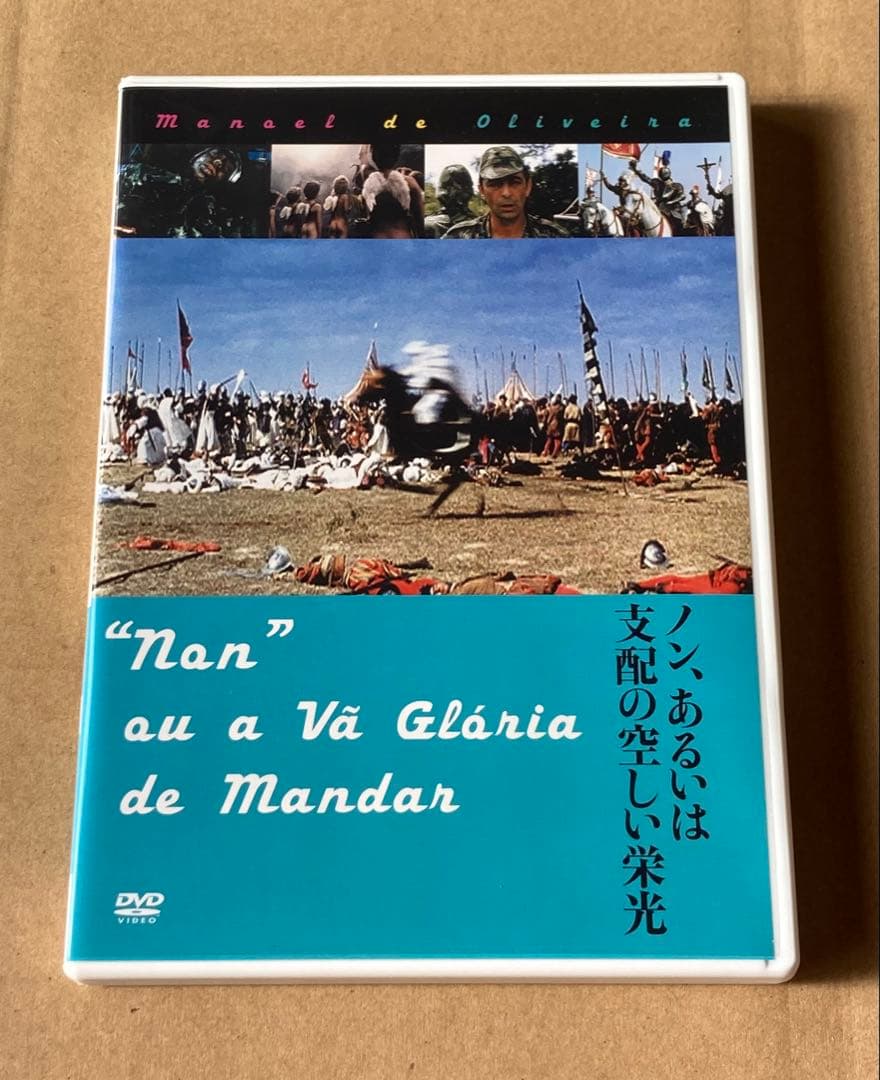 Manoel de Oliveira
“Non”
ou a Vã Glória
de Mandar
ノン、あるいは
支配の空しい栄光
DVD
VIDEO